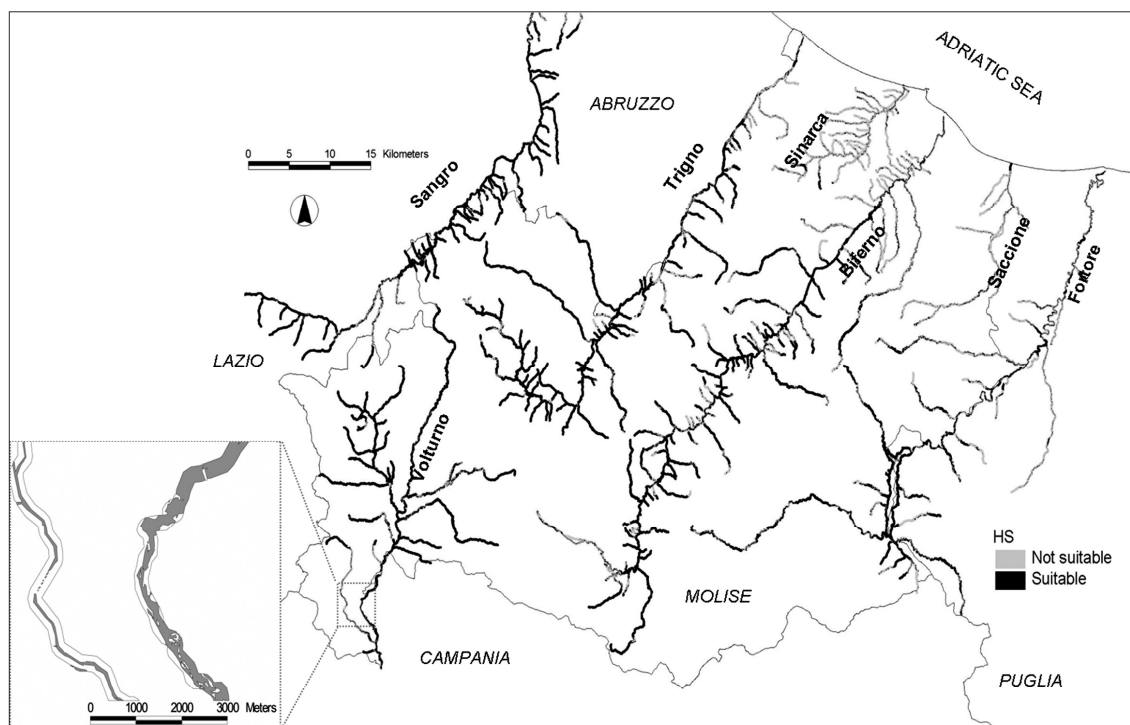 ADRIATIC SEA
ABRUZZO
0 5 10 15 Kilometers
Sangro
Trigno
Sinarca
Biferno
Saccione
Fortore
LAZIO
Volturno
HS
Not suitable
Suitable
MOLISE
CAMPANIA
PUGLIA
0 1000 2000 3000 Meters